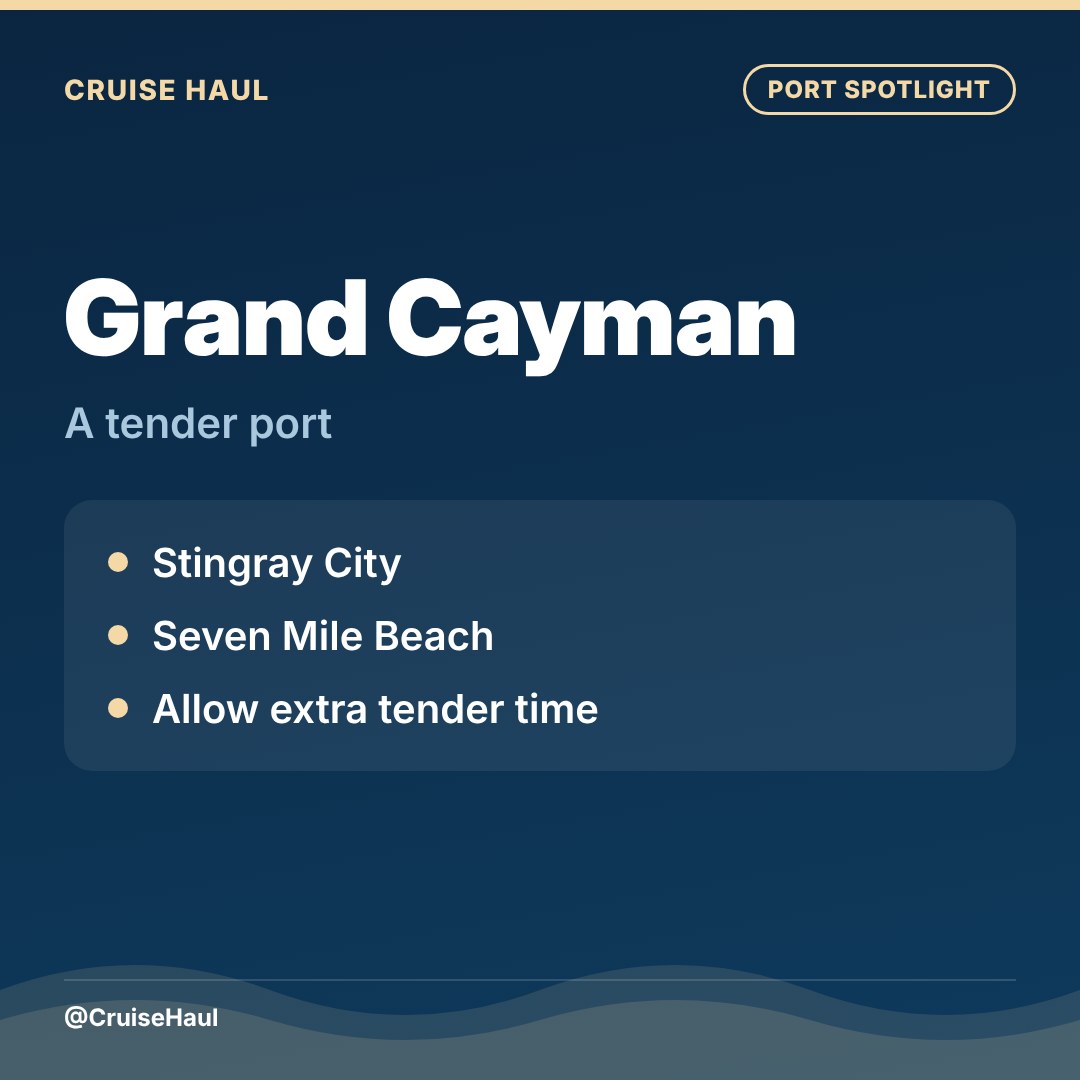 CRUISE HAUL
PORT SPOTLIGHT
Grand Cayman
A tender port
Stingray City
Seven Mile Beach
Allow extra tender time
@CruiseHaul